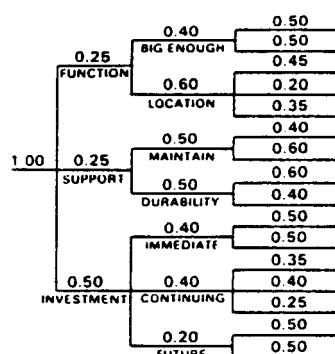 0.50
0.40
0.50
BIG ENOUGH
0.25
0.45
FUNCTION
0.60
0.20
LOCATION
0.35
0.50
0.40
MAINTAIN
0.60
1.00
0.25
SUPPORT
0.50
0.60
DURABILITY
0.40
0.40
0.50
IMMEDIATE
0.50
0.50
0.40
0.35
INVESTMENT
CONTINUING
0.40
0.25
0.20
0.50
FUTURE
0.50